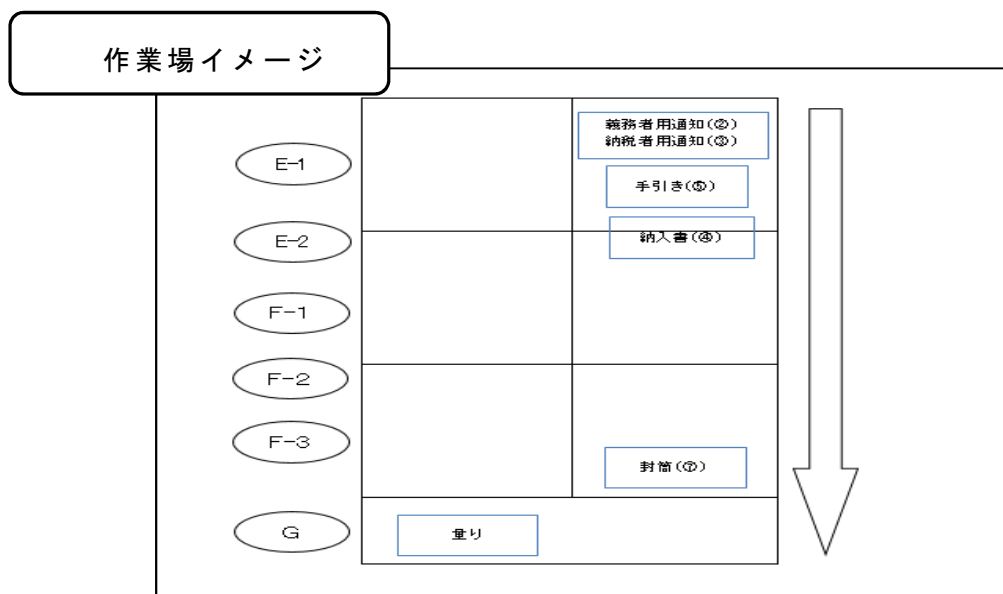 作業場イメージ
義務者用通知(②)
納税者用通知(③)
E-1
手引き(⑤)
E-2
納入書(④)
F-1
F-2
F-3
封筒(⑦)
G
量り